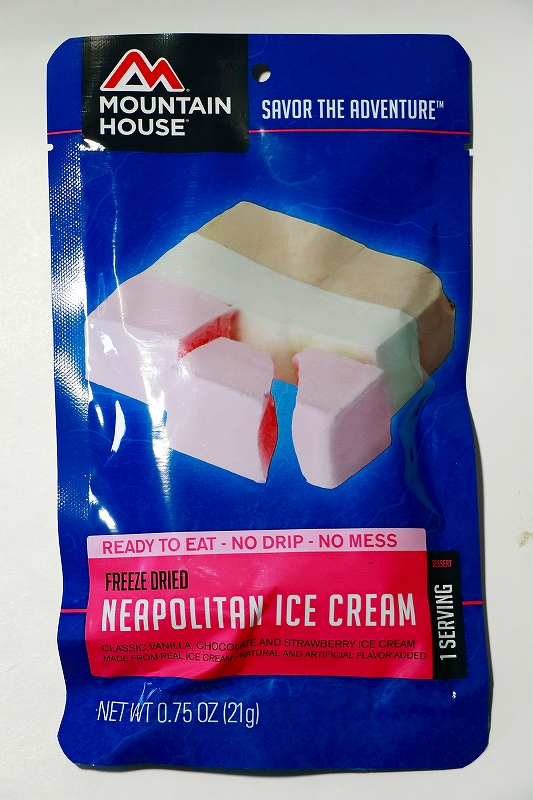 MOUNTAIN
HOUSE®
SAVOR THE ADVENTURE™
READY TO EAT - NO DRIP - NO MESS
FREEZE DRIED
NEAPOLITAN ICE CREAM
CLASSIC VANILLA, CHOCOLATE AND STRAWBERRY ICE CREAM
MADE FROM REAL ICE CREAM - NATURAL AND ARTIFICIAL FLAVOR ADDED
DESSERT
1 SERVING
NET WT 0.75 OZ (21g)